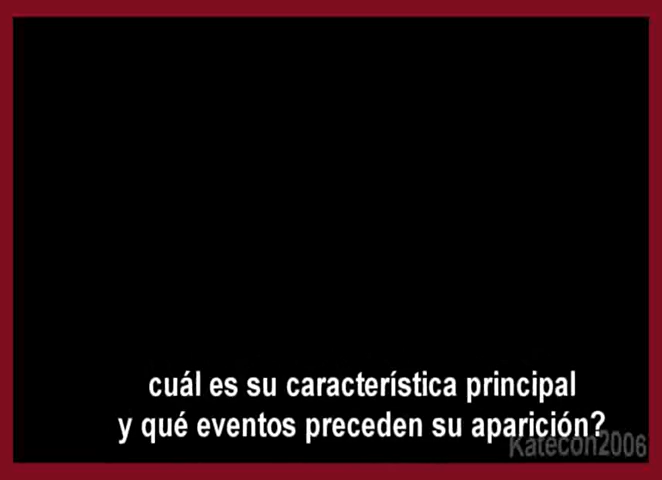 cuál es su característica principal
y qué eventos preceden su aparición?
Katecon2006